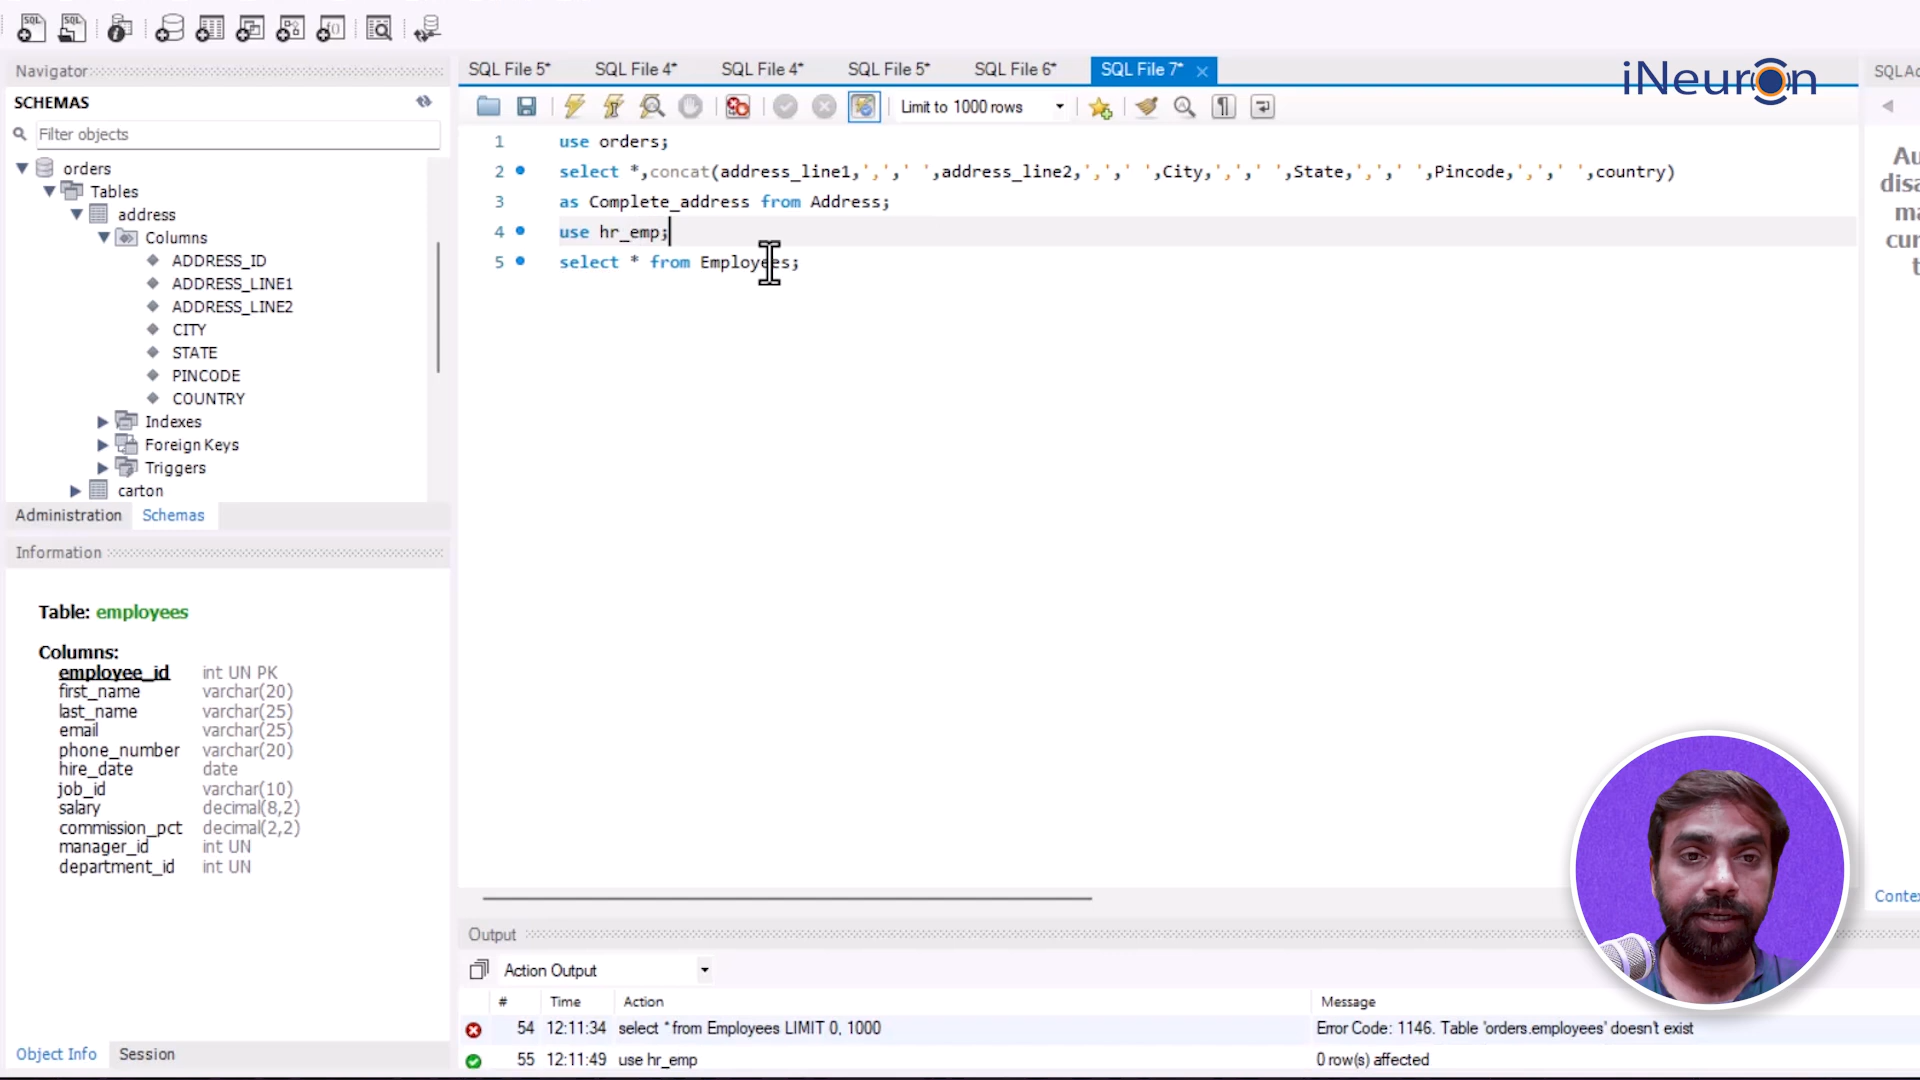 Navigator
SCHEMAS
Filter objects
orders
Tables
address
Columns
ADDRESS_ID
ADDRESS_LINE1
ADDRESS_LINE2
CITY
STATE
PINCODE
COUNTRY
Indexes
Foreign Keys
Triggers
carton
Administration Schemas
Information
Table: employees
Columns:
employee_id int UN PK
first_name varchar(20)
last_name varchar(25)
email varchar(25)
phone_number varchar(20)
hire_date date
job_id varchar(10)
salary decimal(8,2)
commission_pct decimal(2,2)
manager_id int UN
department_id int UN
Object Info Session
SQL File 5* SQL File 4* SQL File 4* SQL File 5* SQL File 6* SQL File 7*
iNeuron
Limit to 1000 rows
1 use orders;
2 select *,concat(address_line1,',',' ',address_line2,',',' ',City,',',' ',State,',',' ',Pincode,',',' ',country)
3 as Complete_address from Address;
4 use hr_emp;
5 select * from Employees;
Output
Action Output
# Time Action Message
54 12:11:34 select * from Employees LIMIT 0, 1000 Error Code: 1146. Table 'orders.employees' doesn't exist
55 12:11:49 use hr_emp 0 row(s) affected